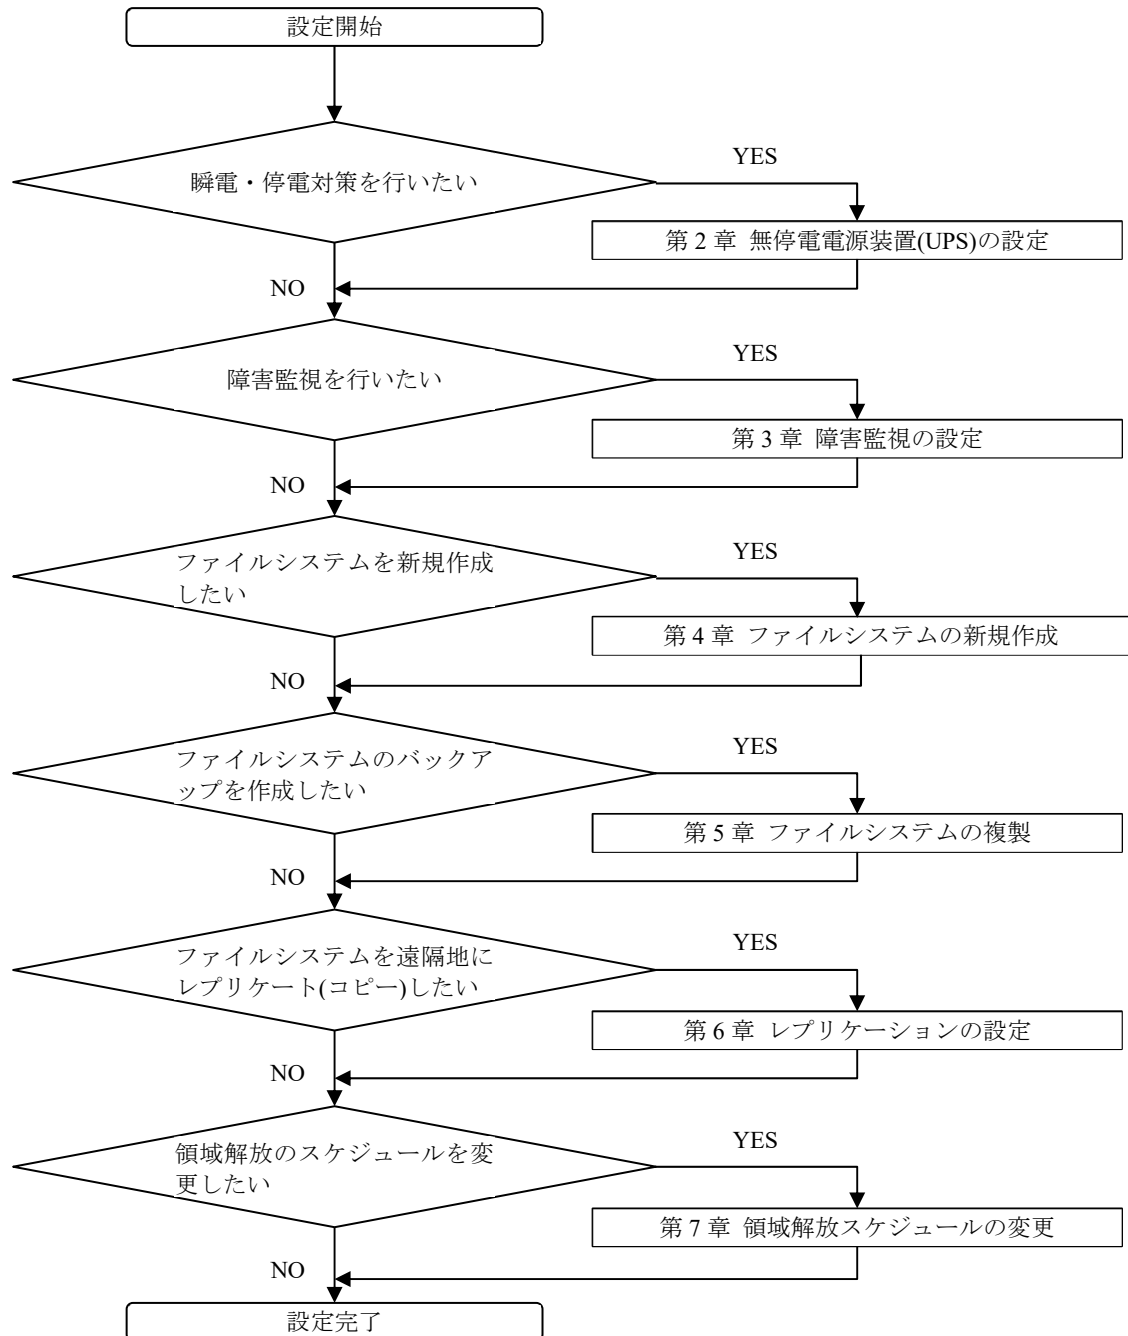 設定開始
瞬電・停電対策を行いたい
YES
第 2 章 無停電電源装置(UPS)の設定
NO
障害監視を行いたい
YES
第 3 章 障害監視の設定
NO
ファイルシステムを新規作成
したい
YES
第 4 章 ファイルシステムの新規作成
NO
ファイルシステムのバックア
ップを作成したい
YES
第 5 章 ファイルシステムの複製
NO
ファイルシステムを遠隔地に
レプリケート(コピー)したい
YES
第 6 章 レプリケーションの設定
NO
領域解放のスケジュールを変
更したい
YES
第 7 章 領域解放スケジュールの変更
NO
設定完了